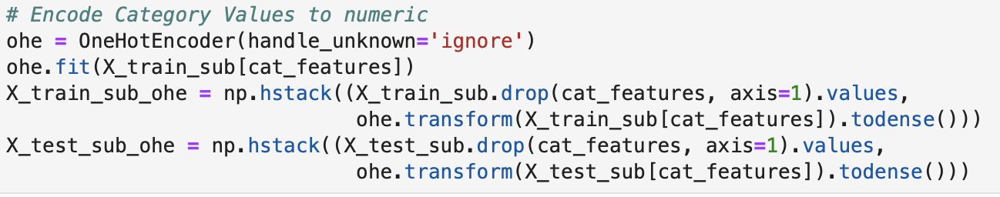 # Encode Category Values to numeric
ohe = OneHotEncoder(handle_unknown='ignore')
ohe.fit(X_train_sub[cat_features])
X_train_sub_ohe = np.hstack((X_train_sub.drop(cat_features, axis=1).values,
                             ohe.transform(X_train_sub[cat_features]).todense()))
X_test_sub_ohe = np.hstack((X_test_sub.drop(cat_features, axis=1).values,
                             ohe.transform(X_test_sub[cat_features]).todense()))